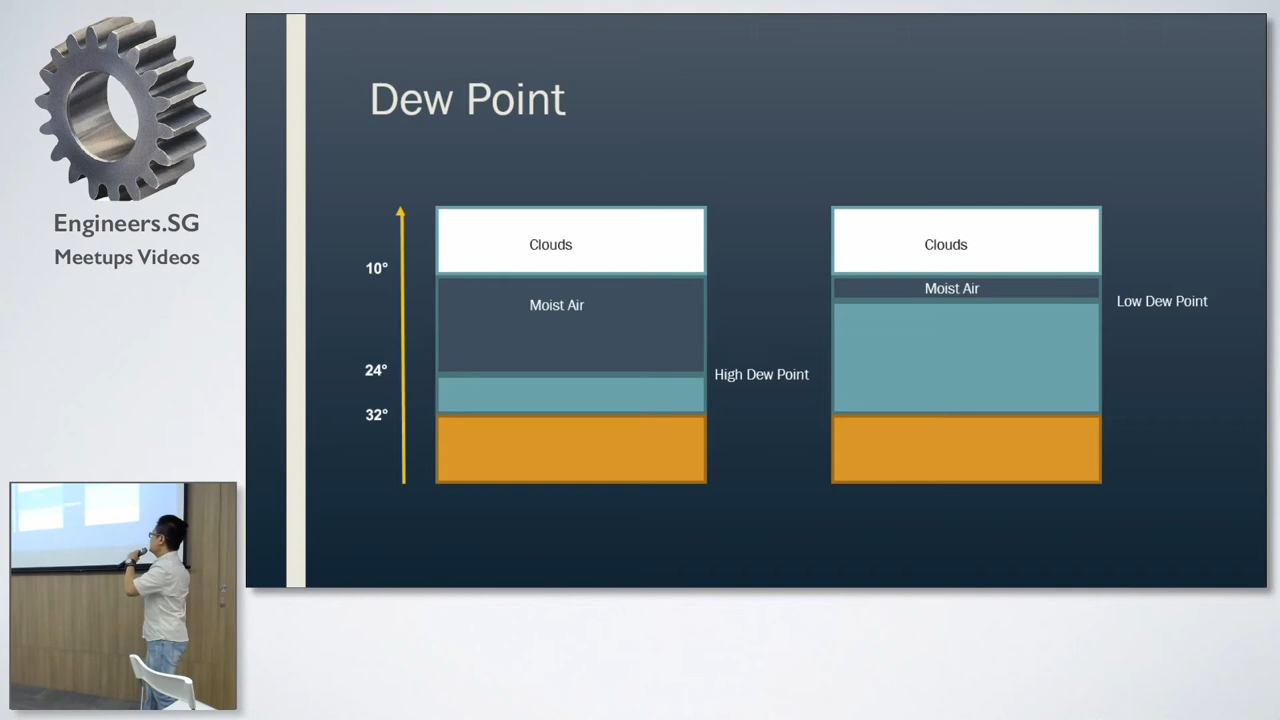 Engineers.SG
Meetups Videos
Dew Point
Clouds
Clouds
10°
Moist Air
Moist Air
Low Dew Point
24°
High Dew Point
32°